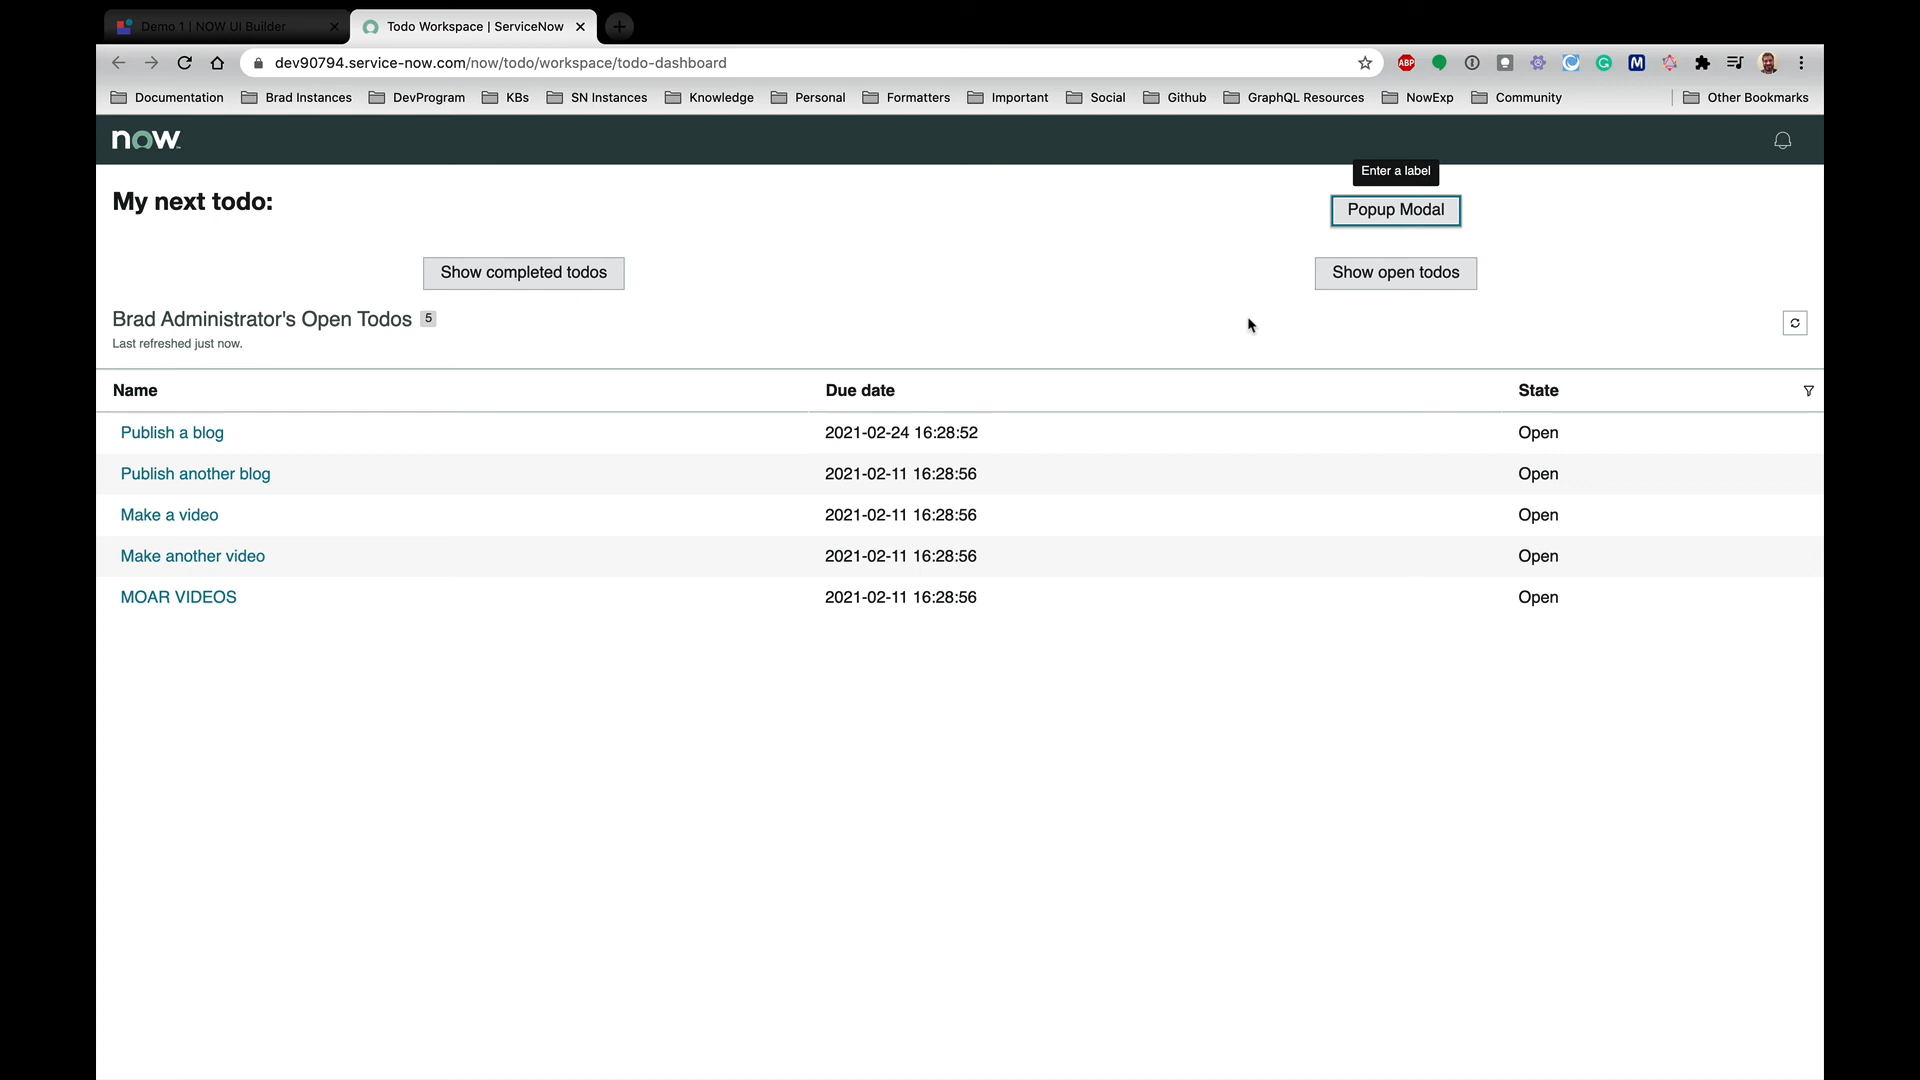 Demo 1 | NOW UI Builder
Todo Workspace | ServiceNow
dev90794.service-now.com/now/todo/workspace/todo-dashboard
ABP
M
Documentation Brad Instances DevProgram KBs SN Instances Knowledge Personal Formatters Important Social Github GraphQL Resources NowExp Community Other Bookmarks
now
Enter a label
My next todo:
Popup Modal
Show completed todos
Show open todos
Brad Administrator's Open Todos 5
Last refreshed just now.
Name Due date State
Publish a blog 2021-02-24 16:28:52 Open
Publish another blog 2021-02-11 16:28:56 Open
Make a video 2021-02-11 16:28:56 Open
Make another video 2021-02-11 16:28:56 Open
MOAR VIDEOS 2021-02-11 16:28:56 Open